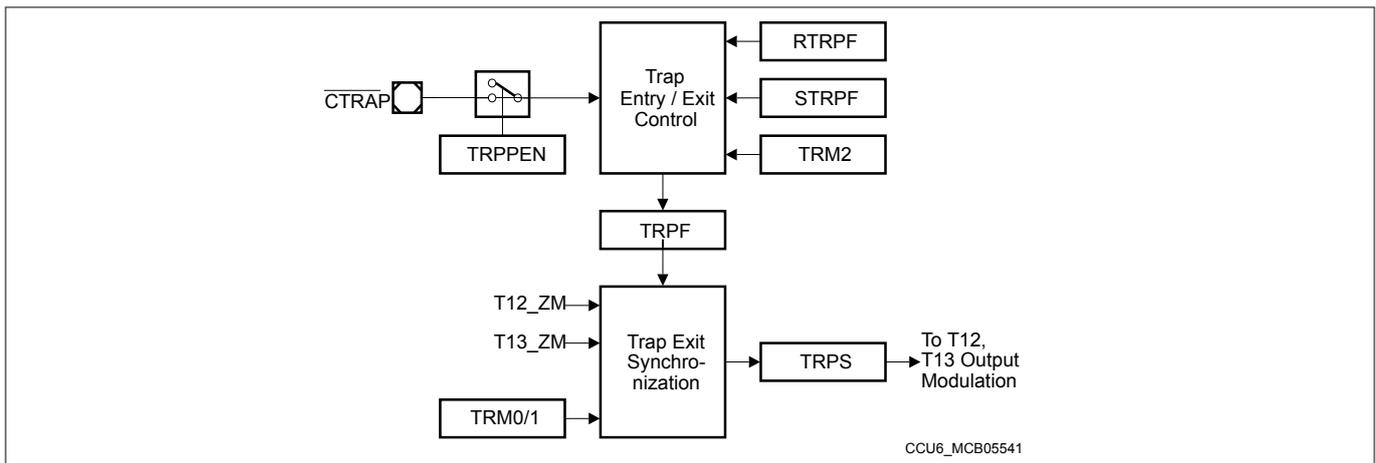 RTRPF
CTRAP
Trap
Entry / Exit
Control
STRPF
TRPPEN
TRM2
TRPF
T12_ZM
T13_ZM
Trap Exit
Synchro-
nization
TRPS
To T12,
T13 Output
Modulation
TRM0/1
CCU6_MCB05541